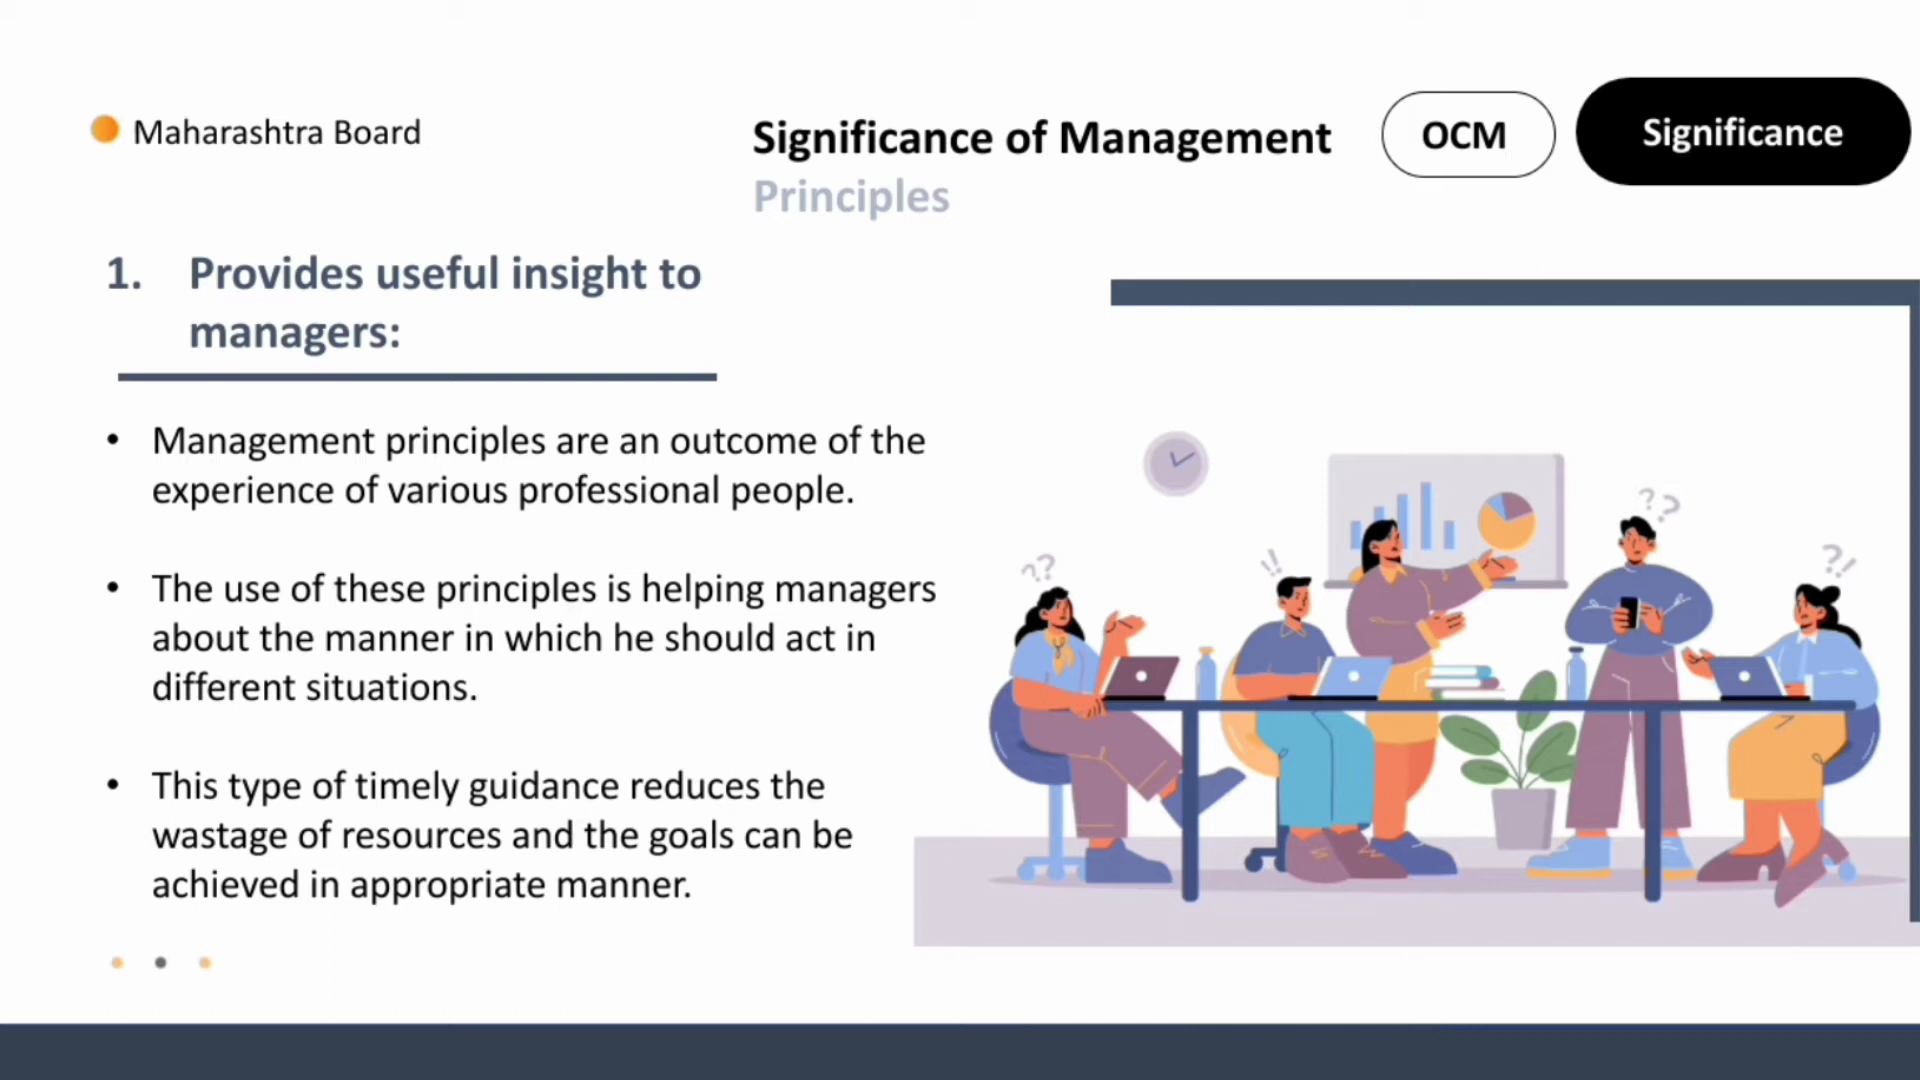 Maharashtra Board
Significance of Management
Principles
OCM
Significance
1. Provides useful insight to
managers:
• Management principles are an outcome of the
experience of various professional people.
• The use of these principles is helping managers
about the manner in which he should act in
different situations.
• This type of timely guidance reduces the
wastage of resources and the goals can be
achieved in appropriate manner.
??
!!
??
?!